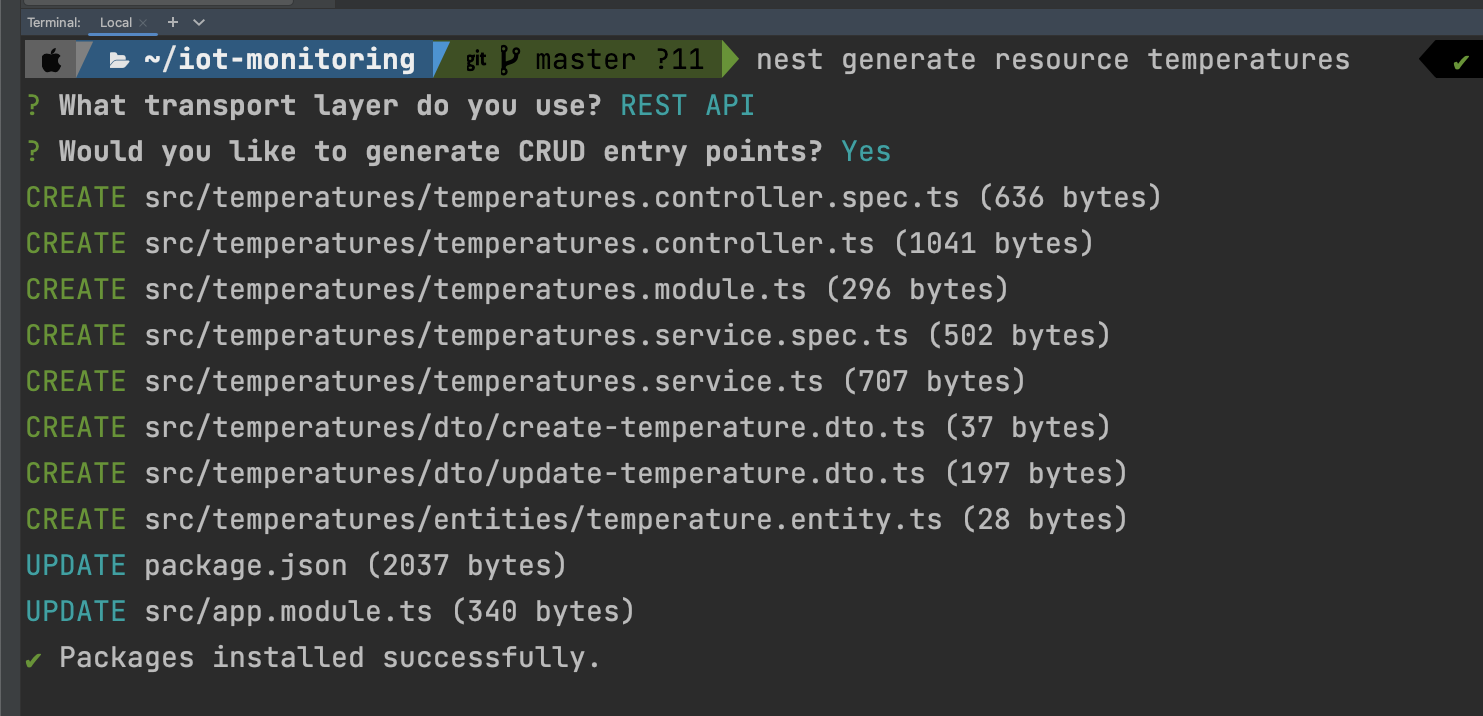 Terminal: Local × + 
~/iot-monitoring git master ?11 nest generate resource temperatures ✔
? What transport layer do you use? REST API
? Would you like to generate CRUD entry points? Yes
CREATE src/temperatures/temperatures.controller.spec.ts (636 bytes)
CREATE src/temperatures/temperatures.controller.ts (1041 bytes)
CREATE src/temperatures/temperatures.module.ts (296 bytes)
CREATE src/temperatures/temperatures.service.spec.ts (502 bytes)
CREATE src/temperatures/temperatures.service.ts (707 bytes)
CREATE src/temperatures/dto/create-temperature.dto.ts (37 bytes)
CREATE src/temperatures/dto/update-temperature.dto.ts (197 bytes)
CREATE src/temperatures/entities/temperature.entity.ts (28 bytes)
UPDATE package.json (2037 bytes)
UPDATE src/app.module.ts (340 bytes)
✔ Packages installed successfully.